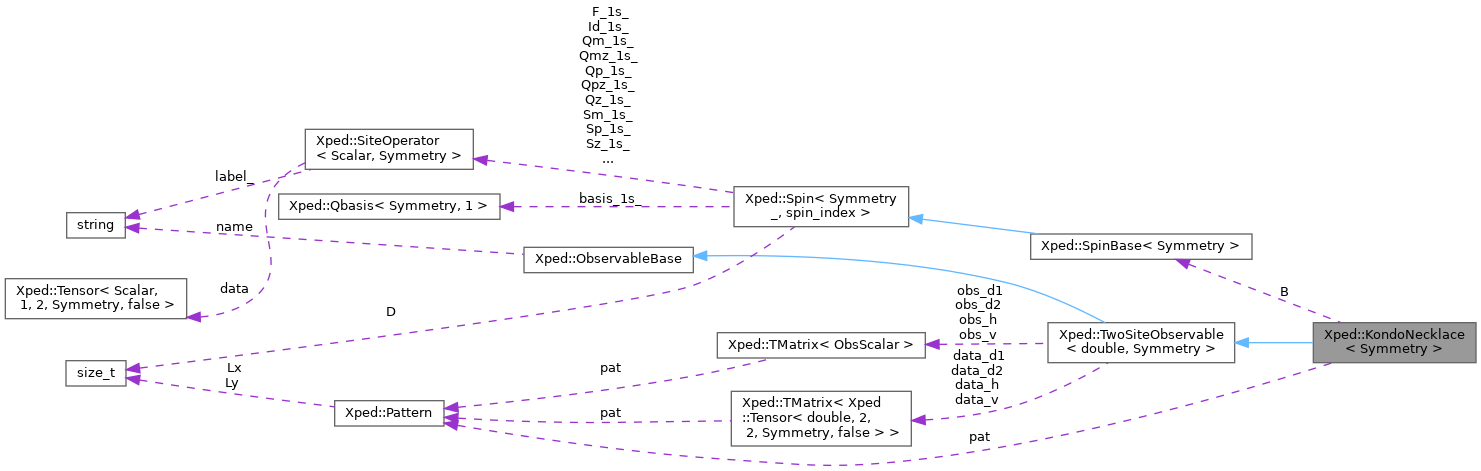 F_1s_
Id_1s_
Qm_1s_
Qmz_1s_
Qp_1s_
Qpz_1s_
Qz_1s_
Sm_1s_
Sp_1s_
Sz_1s_
...
Xped::SiteOperator
< Scalar, Symmetry >
label_
Xped::Qbasis< Symmetry, 1 >
basis_1s_
Xped::Spin< Symmetry
_, spin_index >
string
name
Xped::ObservableBase
Xped::SpinBase< Symmetry >
Xped::Tensor< Scalar,
1, 2, Symmetry, false >
data
D
B
obs_d1
obs_d2
obs_h
obs_v
Xped::TMatrix< ObsScalar >
Xped::TwoSiteObservable
< double, Symmetry >
Xped::KondoNecklace
< Symmetry >
size_t
Lx
Ly
pat
data_d1
data_d2
data_h
data_v
Xped::Pattern
pat
Xped::TMatrix< Xped
::Tensor< double, 2,
2, Symmetry, false > >
pat